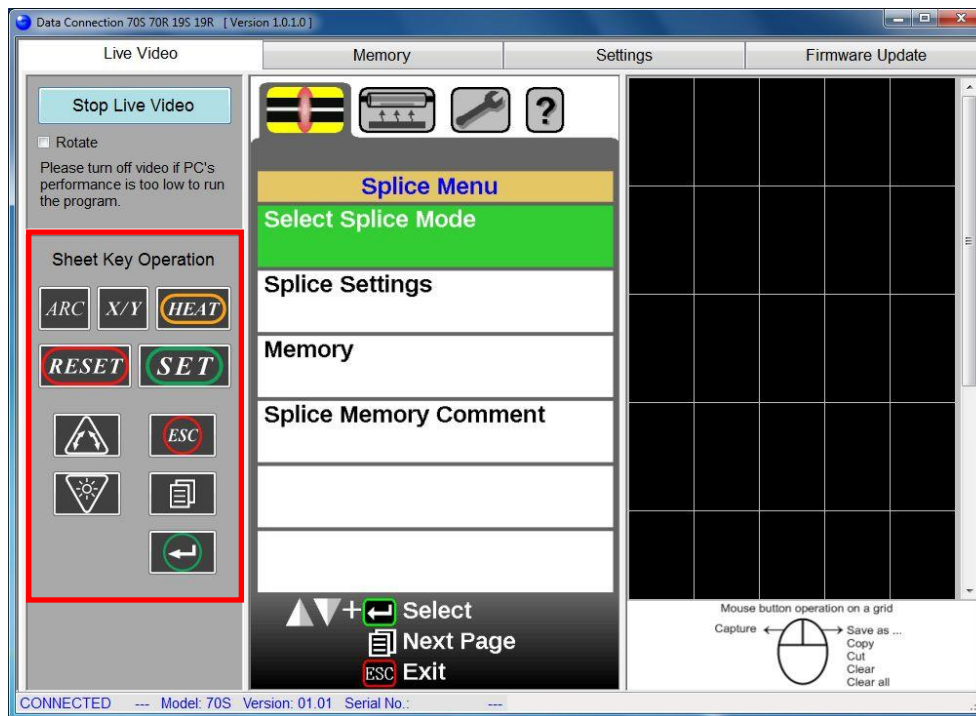 Data Connection 70S 70R 19S 19R [ Version 1.0.1.0 ]
Live Video
Memory
Settings
Firmware Update
Stop Live Video
Rotate
Please turn off video if PC's
performance is too low to run
the program.
Sheet Key Operation
ARC
X/Y
HEAT
RESET
SET
ESC
?
Splice Menu
Select Splice Mode
Splice Settings
Memory
Splice Memory Comment
+ Select
Next Page
ESC Exit
Mouse button operation on a grid
Capture
Save as ...
Copy
Cut
Clear
Clear all
CONNECTED --- Model: 70S Version: 01.01 Serial No.: ---